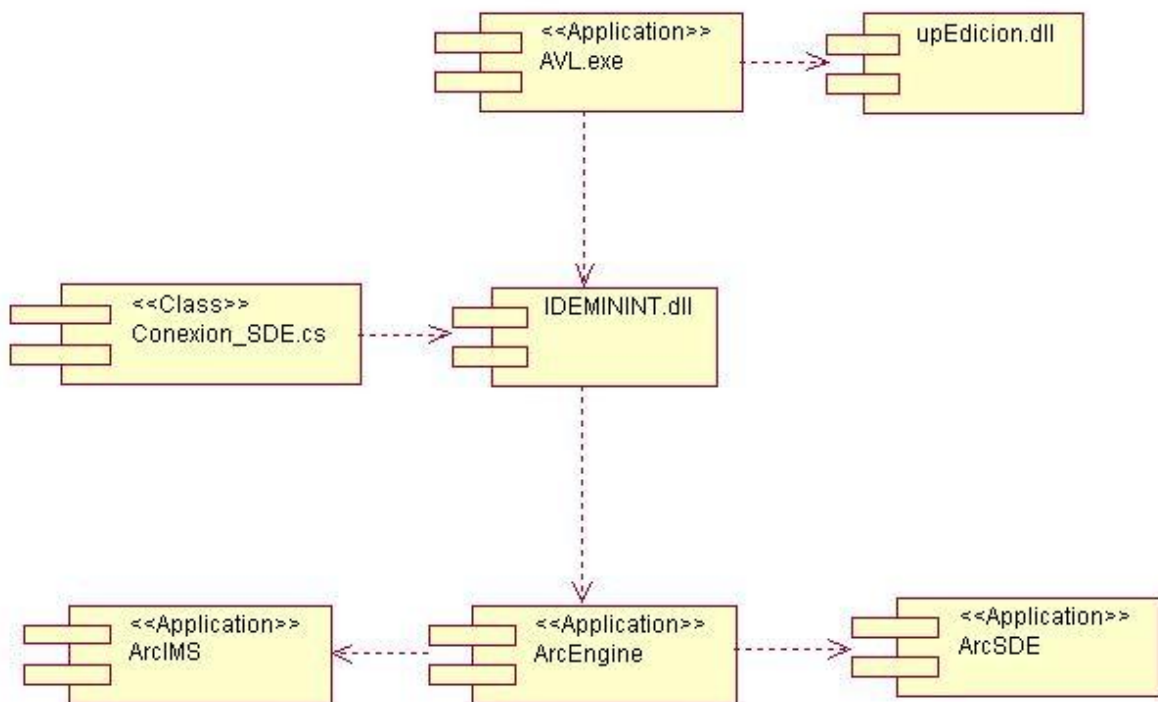 <<Application>>
AVL.exe
upEdicion.dll
<<Class>>
Conexion_SDE.cs
IDEMININT.dll
<<Application>>
ArcIMS
<<Application>>
ArcEngine
<<Application>>
ArcSDE